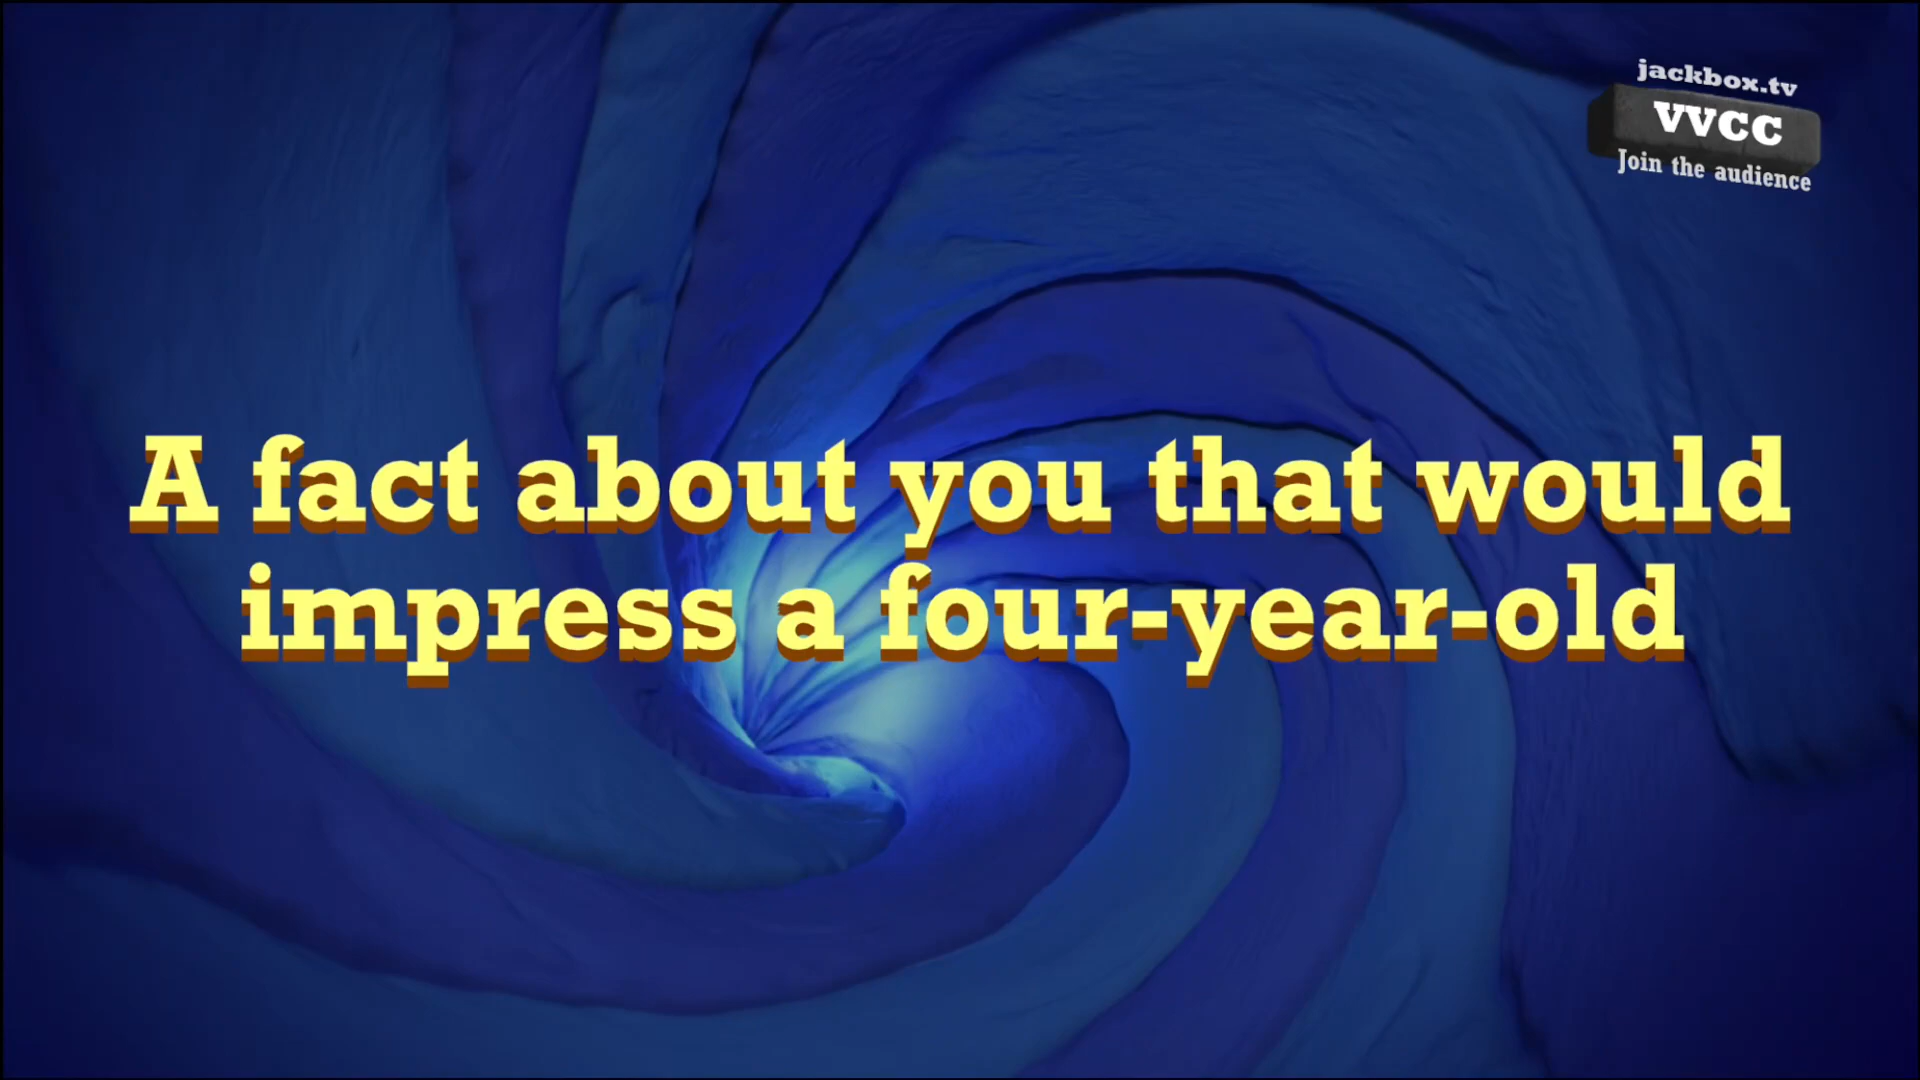 jackbox.tv
VVCC
Join the audience
A fact about you that would
impress a four-year-old